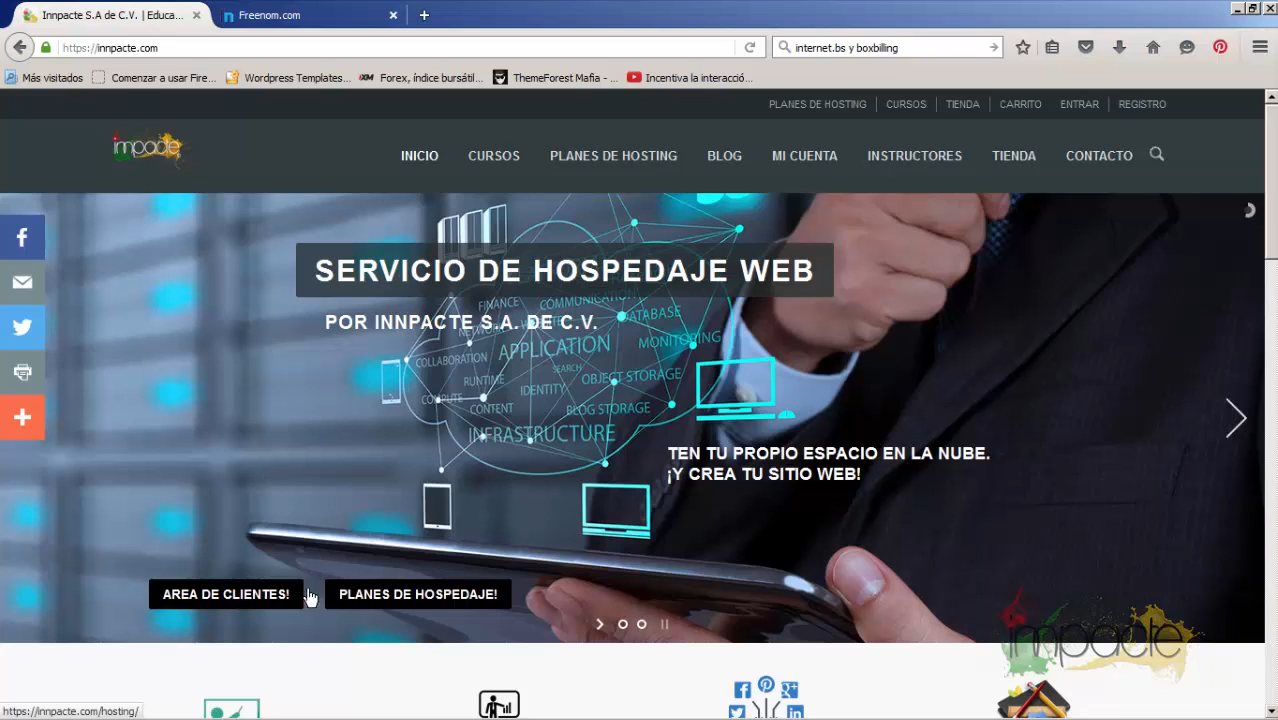 Innpacte S.A de C.V. | Educa...
Freenom.com
https://innpacte.com
internet.bs y boxbilling
Más visitados
Comenzar a usar Fire...
Wordpress Templates...
Forex, índice bursátil...
ThemeForest Mafia - ...
Incentiva la interacció...
PLANES DE HOSTING
CURSOS
TIENDA
CARRITO
ENTRAR
REGISTRO
impacte
INICIO
CURSOS
PLANES DE HOSTING
BLOG
MI CUENTA
INSTRUCTORES
TIENDA
CONTACTO
SERVICIO DE HOSPEDAJE WEB
FINANCE
COMMUNICATION
POR INNPACTE S.A. DE C.V.
DATABASE
NETWORK
MONITORING
APPLICATION
COLLABORATION
SEARCH
RUNTIME
IDENTITY
OBJECT STORAGE
COMPUTE
CONTENT
BLOG STORAGE
INFRASTRUCTURE
TEN TU PROPIO ESPACIO EN LA NUBE.
¡Y CREA TU SITIO WEB!
AREA DE CLIENTES!
PLANES DE HOSPEDAJE!
impacte
https://innpacte.com/hosting/